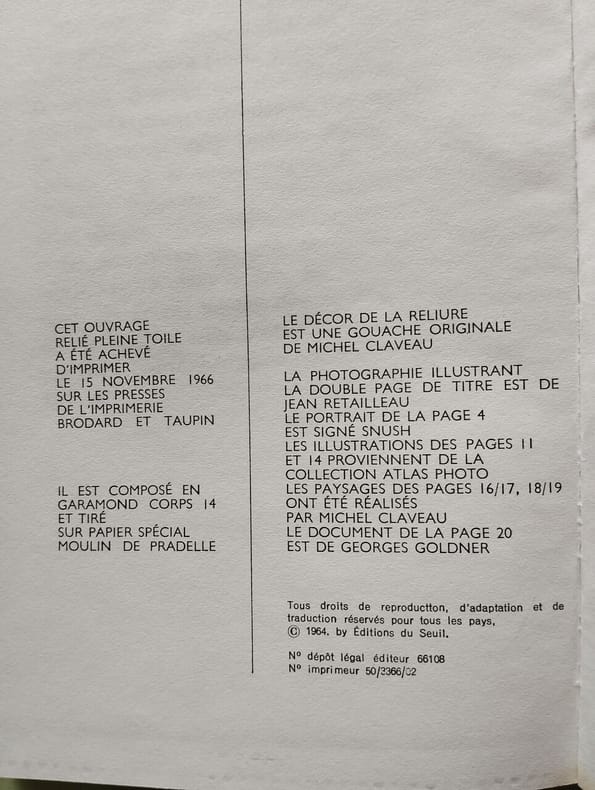 CET OUVRAGE
RELIÉ PLEINE TOILE
A ÉTÉ ACHEVÉ
D'IMPRIMER
LE 15 NOVEMBRE 1966
SUR LES PRESSES
DE L'IMPRIMERIE
BRODARD ET TAUPIN
IL EST COMPOSÉ EN
GARAMOND CORPS 14
ET TIRÉ
SUR PAPIER SPÉCIAL
MOULIN DE PRADELLE
LE DÉCOR DE LA RELIURE
EST UNE GOUACHE ORIGINALE
DE MICHEL CLAVEAU
LA PHOTOGRAPHIE ILLUSTRANT
LA DOUBLE PAGE DE TITRE EST DE
JEAN RETAILLEAU
LE PORTRAIT DE LA PAGE 4
EST SIGNÉ SNUSH
LES ILLUSTRATIONS DES PAGES 11
ET 14 PROVIENNENT DE LA
COLLECTION ATLAS PHOTO
LES PAYSAGES DES PAGES 16/17, 18/19
ONT ÉTÉ RÉALISÉS
PAR MICHEL CLAVEAU
LE DOCUMENT DE LA PAGE 20
EST DE GEORGES GOLDNER
Tous droits de reproductton, d'adaptation et de
traduction réservés pour tous les pays,
© 1964. by Éditions du Seuil.
Nº dépôt légal éditeur 66108
Nº imprimeur